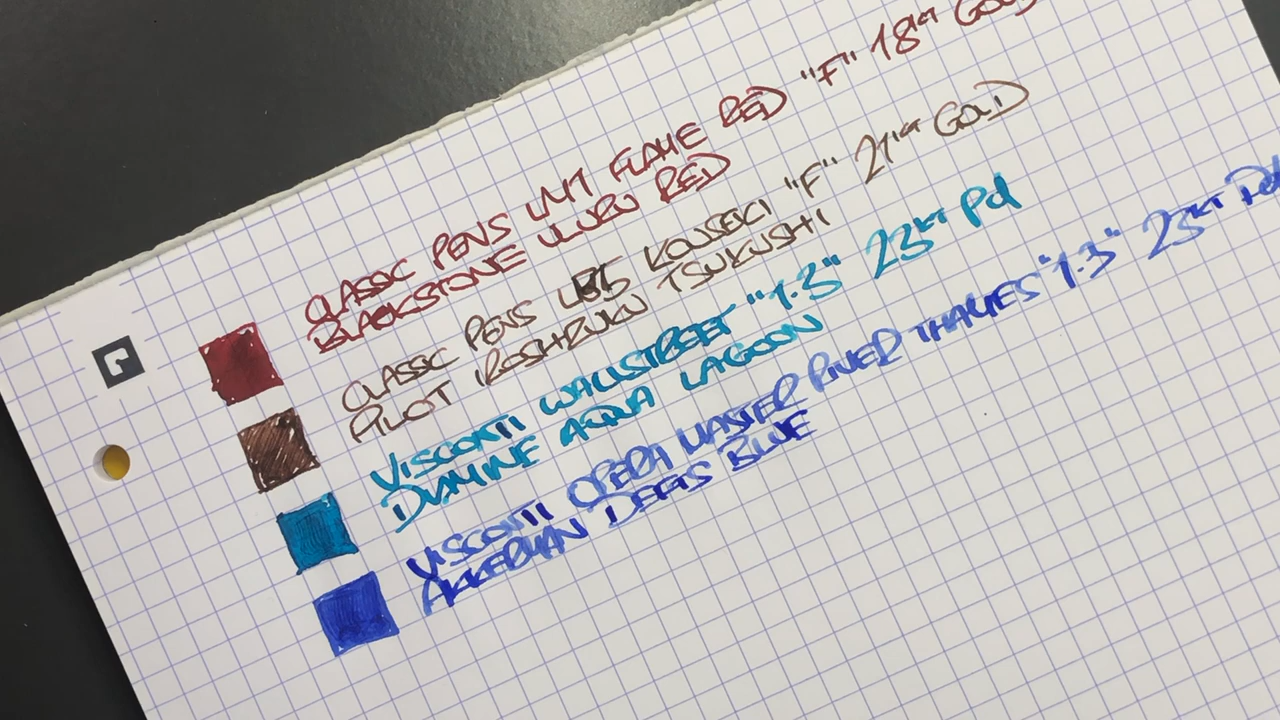 CLASSIC PENS LM1 FLAME RED "F" 18KT GOLD
BLACKSTONE ULURU RED
CLASSIC PENS LB5 KOUSEKI "F" 21KT GOLD
PILOT IROSHIZUKU TSUKUSHI
VISCONTI WALLSTREET "1.3" 23KT Pd
DIAMINE AQUA LAGOON
VISCONTI OPERA MASTER RIVER THAMES "1.3" 23KT Pd
AKKERMAN DELFTS BLUE